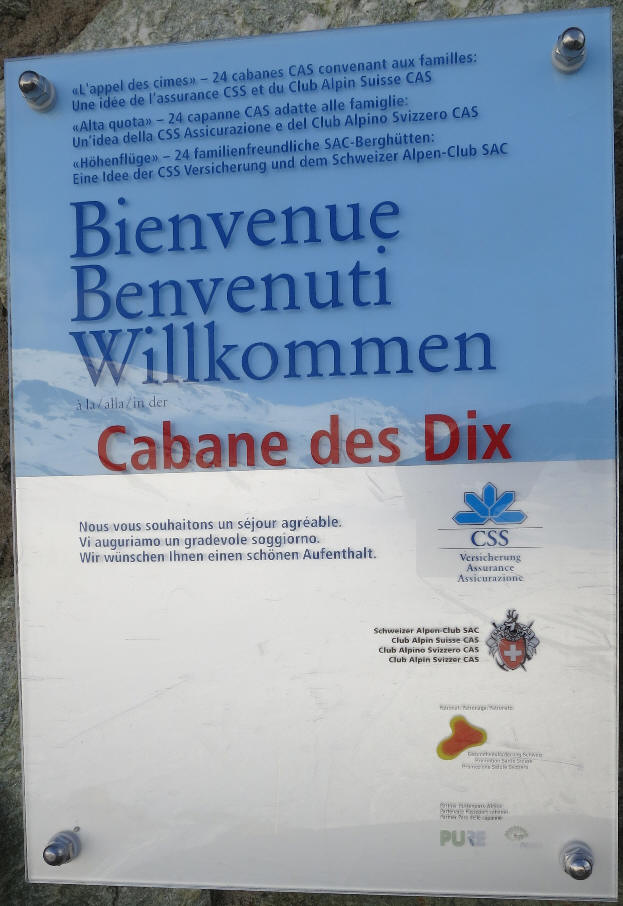 «L'appel des cimes» – 24 cabanes CAS convenant aux familles:
Une idée de l'assurance CSS et du Club Alpin Suisse CAS
«Alta quota» – 24 capanne CAS adatte alle famiglie:
Un'idea della CSS Assicurazione e del Club Alpino Svizzero CAS
«Höhenflüge» – 24 familienfreundliche SAC-Berghütten:
Eine Idee der CSS Versicherung und dem Schweizer Alpen-Club SAC
Bienvenue
Benvenuti
Willkommen
à la/alla/in der
Cabane des Dix
Nous vous souhaitons un séjour agréable.
Vi auguriamo un gradevole soggiorno.
Wir wünschen Ihnen einen schönen Aufenthalt.
CSS
Versicherung
Assurance
Assicurazione
Schweizer Alpen-Club SAC
Club Alpin Suisse CAS
Club Alpino Svizzero CAS
Club Alpin Svizzer CAS
Patronat/Patronage/Patronato:
Gesundheitsförderung Schweiz
Promotion Santé Suisse
Promozione Salute Svizzera
PURE